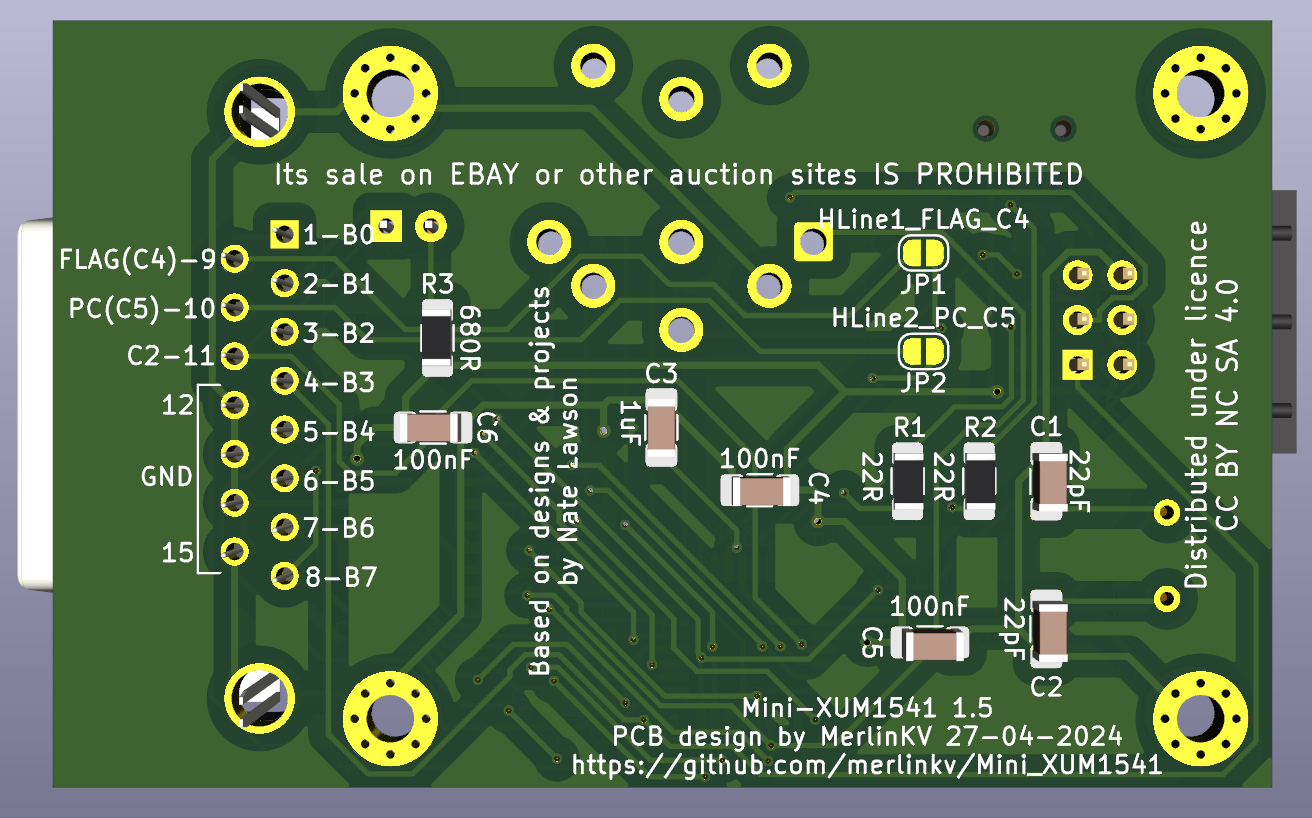 Its sale on EBAY or other auction sites IS PROHIBITED
1-B0
FLAG(C4)-9
2-B1
PC(C5)-10
3-B2
C2-11
4-B3
12
5-B4
GND
6-B5
7-B6
15
8-B7
R3
680R
C6
100nF
Based on designs & projects
by Nate Lawson
C3
1uF
100nF
C4
HLine1_FLAG_C4
JP1
HLine2_PC_C5
JP2
R1
22R
R2
22R
C1
22pF
100nF
C5
22pF
C2
Distributed under licence
CC BY NC SA 4.0
Mini-XUM1541 1.5
PCB design by MerlinKV 27-04-2024
https://github.com/merlinkv/Mini_XUM1541